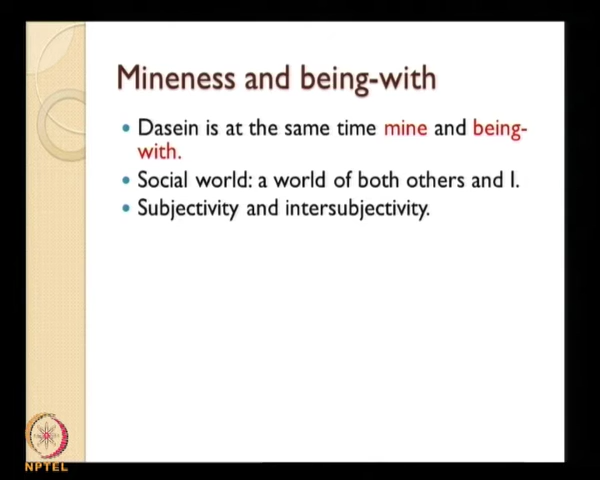 Mineness and being-with
• Dasein is at the same time mine and being-
with.
• Social world: a world of both others and I.
• Subjectivity and intersubjectivity.
NPTEL